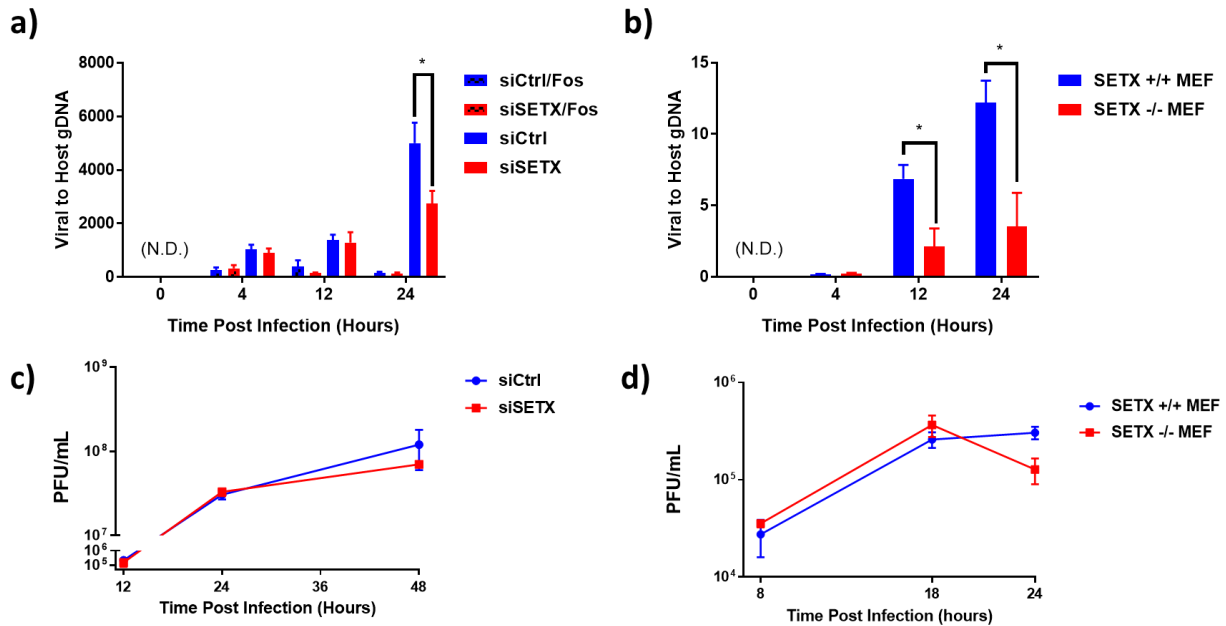 a)
Viral to Host gDNA
8000
6000
4000
2000
0
(N.D.)
*
0 4 12 24
Time Post Infection (Hours)
siCtrl/Fos
siSETX/Fos
siCtrl
siSETX
b)
Viral to Host gDNA
15
10
5
0
(N.D.)
*
*
0 4 12 24
Time Post Infection (Hours)
SETX +/+ MEF
SETX -/- MEF
c)
PFU/mL
10⁹
10⁸
10⁷
10⁶
10⁵
12 24 36 48
Time Post Infection (Hours)
siCtrl
siSETX
d)
PFU/mL
10⁶
10⁵
10⁴
8 18 24
Time Post Infection (hours)
SETX +/+ MEF
SETX -/- MEF